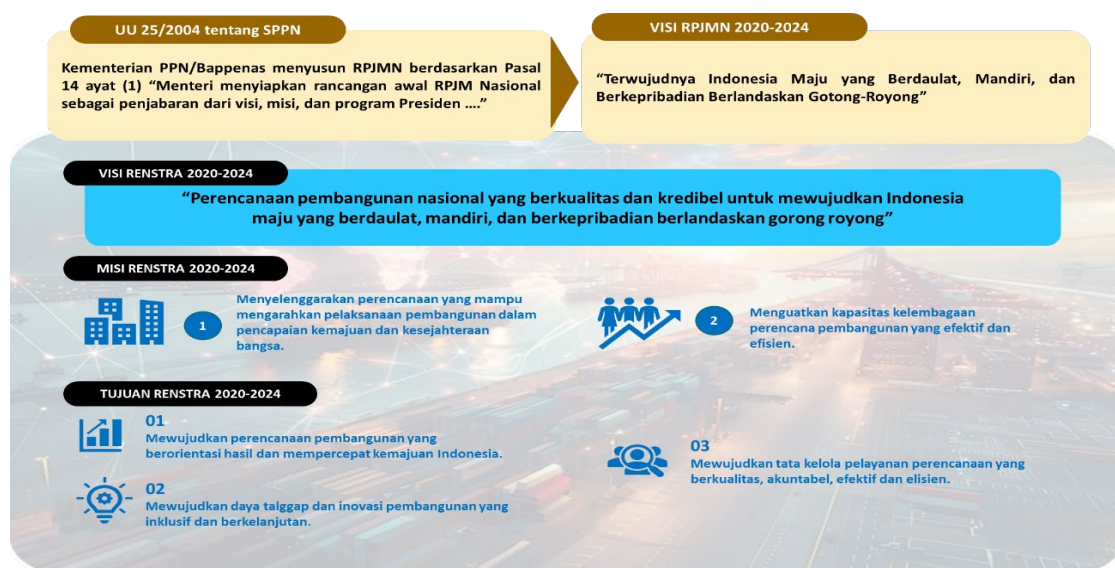 UU 25/2004 tentang SPPN
Kementerian PPN/Bappenas menyusun RPJMN berdasarkan Pasal
14 ayat (1) “Menteri menyiapkan rancangan awal RPJM Nasional
sebagai penjabaran dari visi, misi, dan program Presiden ....”
VISI RPJMN 2020-2024
“Terwujudnya Indonesia Maju yang Berdaulat, Mandiri, dan
Berkepribadian Berlandaskan Gotong-Royong”
VISI RENSTRA 2020-2024
“Perencanaan pembangunan nasional yang berkualitas dan kredibel untuk mewujudkan Indonesia
maju yang berdaulat, mandiri, dan berkepribadian berlandaskan gorong royong”
MISI RENSTRA 2020-2024
1
Menyelenggarakan perencanaan yang mampu
mengarahkan pelaksanaan pembangunan dalam
pencapaian kemajuan dan kesejahteraan
bangsa.
2
Menguatkan kapasitas kelembagaan
perencana pembangunan yang efektif dan
efisien.
TUJUAN RENSTRA 2020-2024
01
Mewujudkan perencanaan pembangunan yang
berorientasi hasil dan mempercepat kemajuan Indonesia.
02
Mewujudkan daya talggap dan inovasi pembangunan yang
inklusif dan berkelanjutan.
03
Mewujudkan tata kelola pelayanan perencanaan yang
berkualitas, akuntabel, efektif dan elisien.